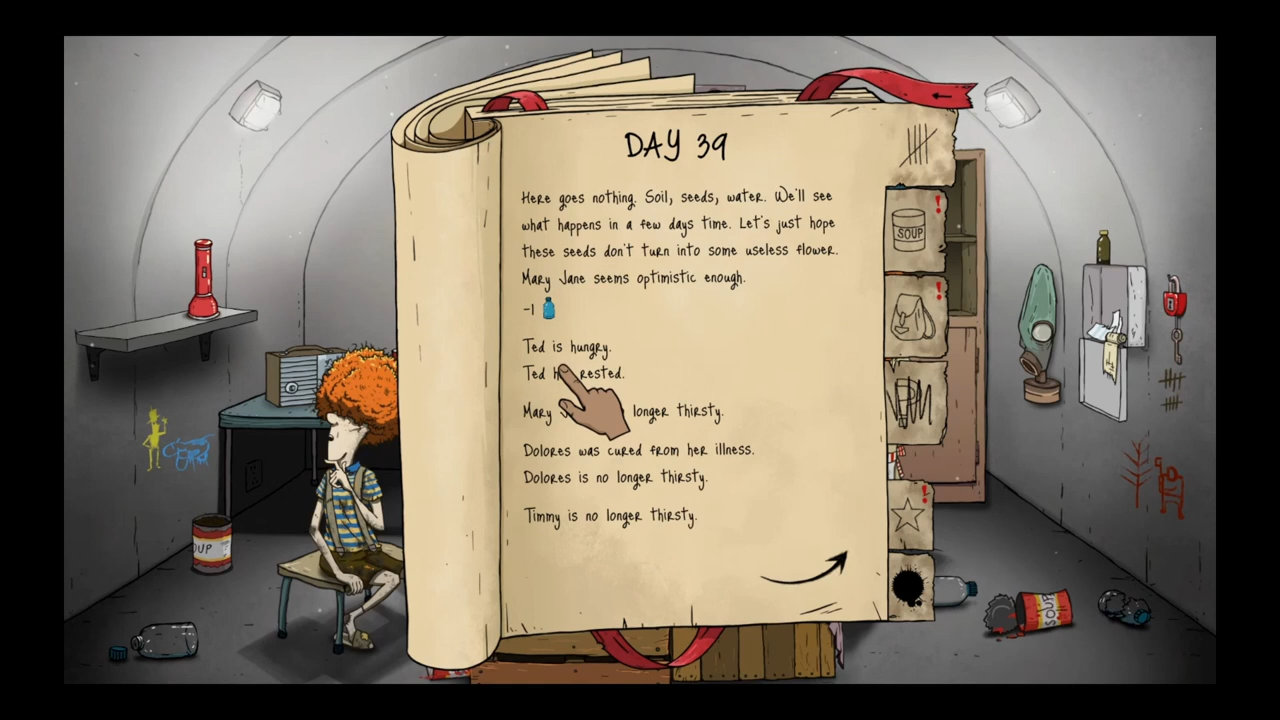 DAY 39
Here goes nothing. Soil, seeds, water. We'll see
what happens in a few days time. Let's just hope
these seeds don't turn into some useless flower.
Mary Jane seems optimistic enough.
-1
Ted is hungry.
Ted h rested.
Mary longer thirsty.
Dolores was cured from her illness.
Dolores is no longer thirsty.
Timmy is no longer thirsty.
SOUP
OUP
SOUP